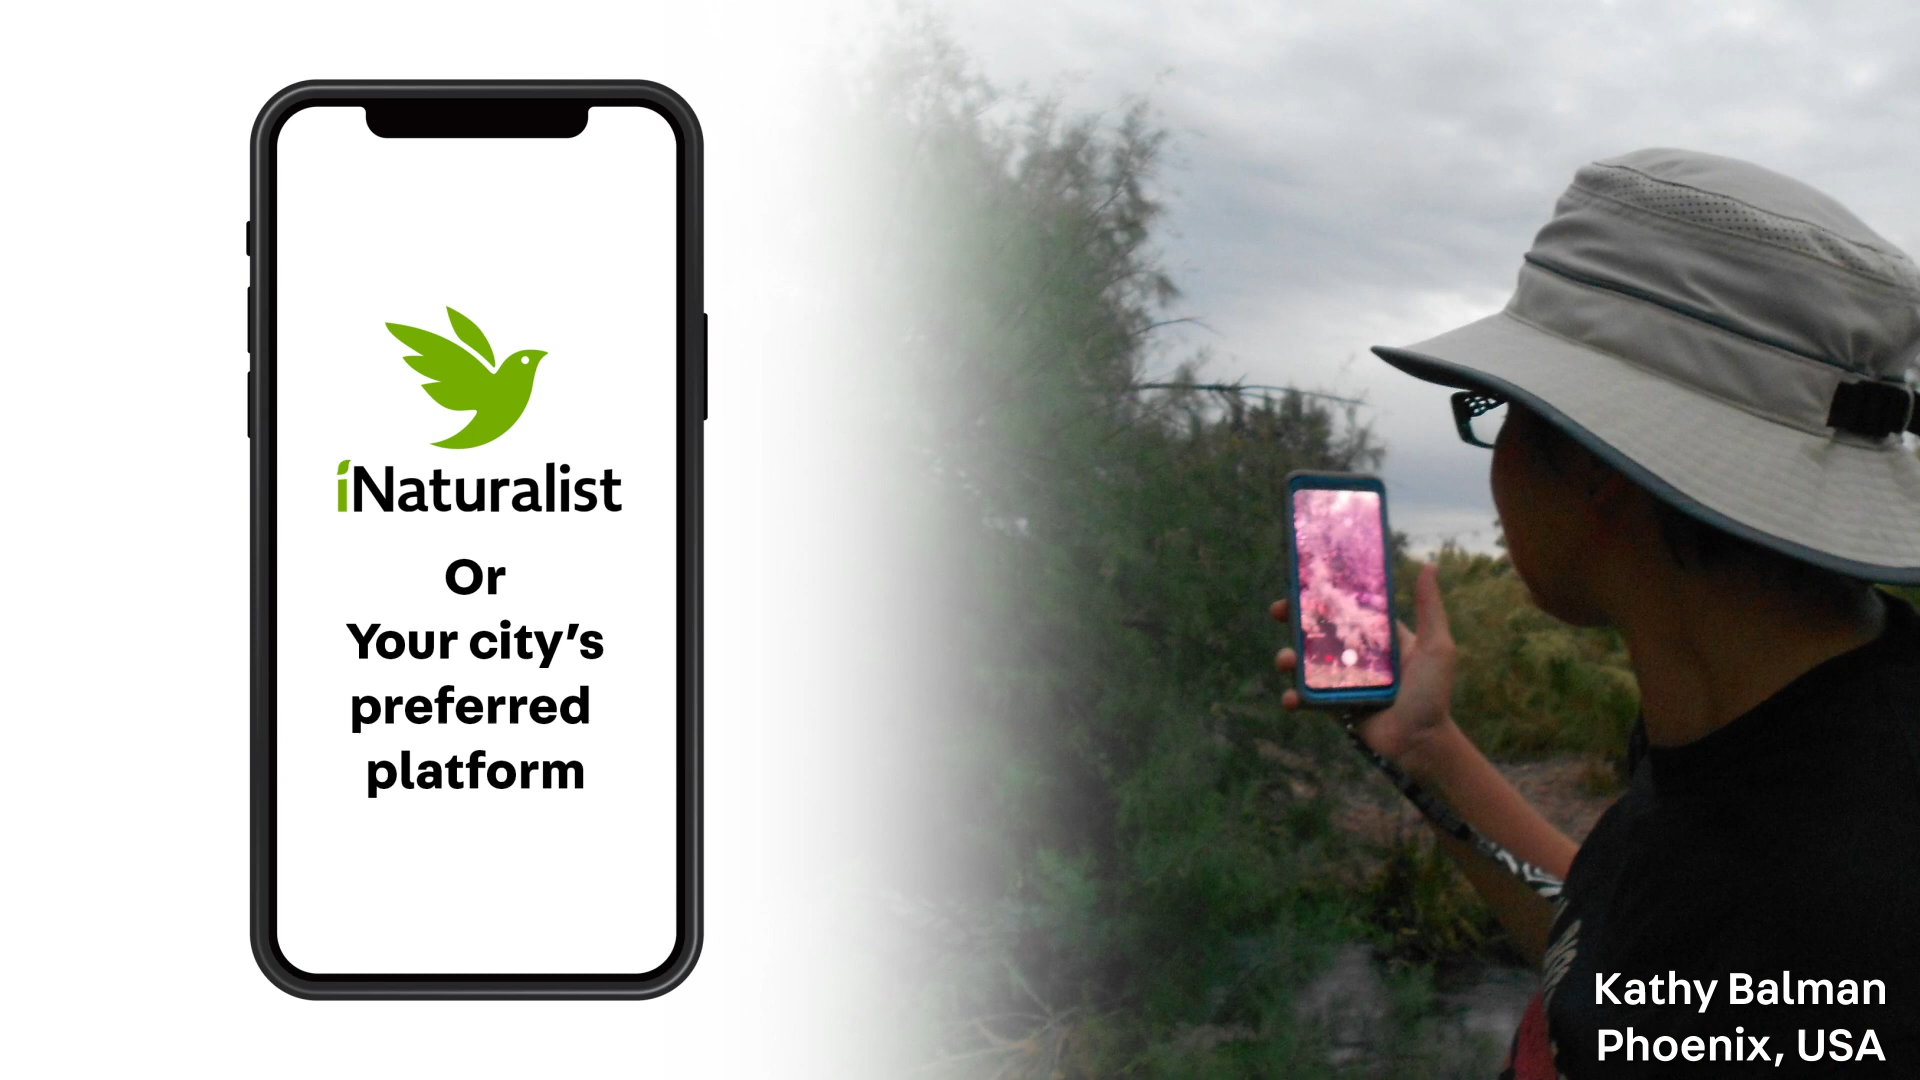 iNaturalist
Or
Your city’s
preferred
platform
Kathy Balman
Phoenix, USA